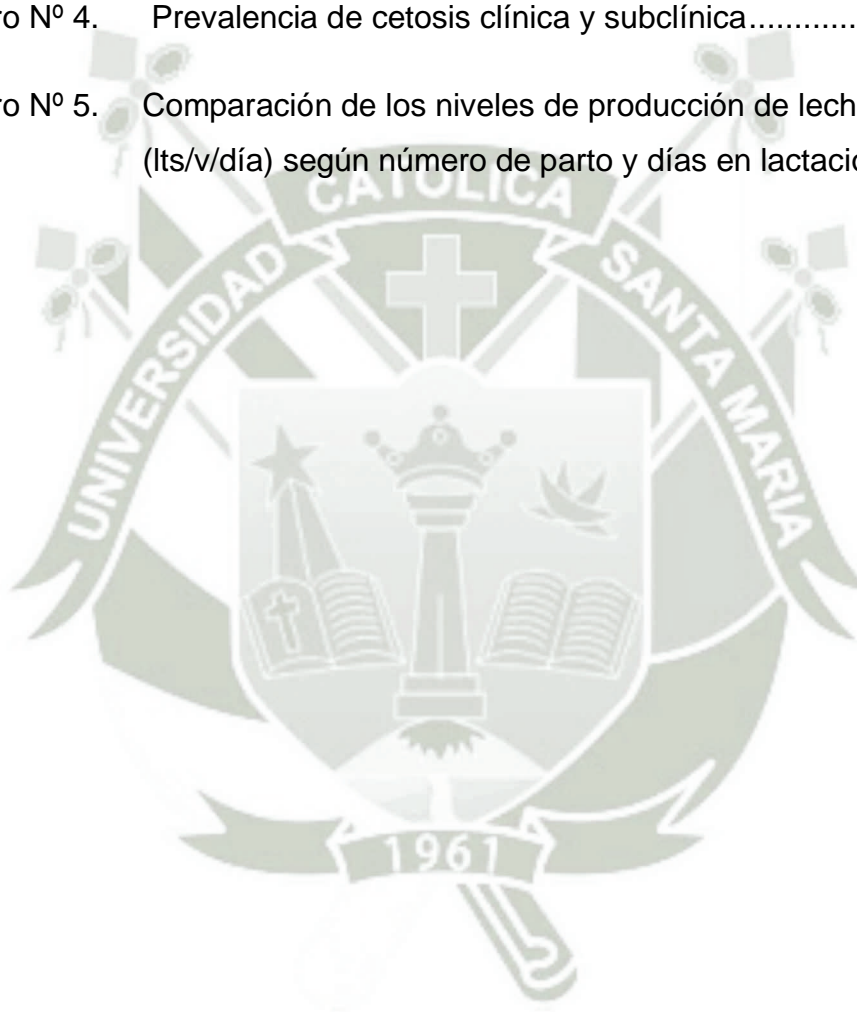 ro Nº 4. Prevalencia de cetosis clínica y subclínica.............
ro Nº 5. Comparación de los niveles de producción de lech
(lts/v/día) según número de parto y días en lactacio
UNIVERSIDAD CATOLICA SANTA MARIA
1961